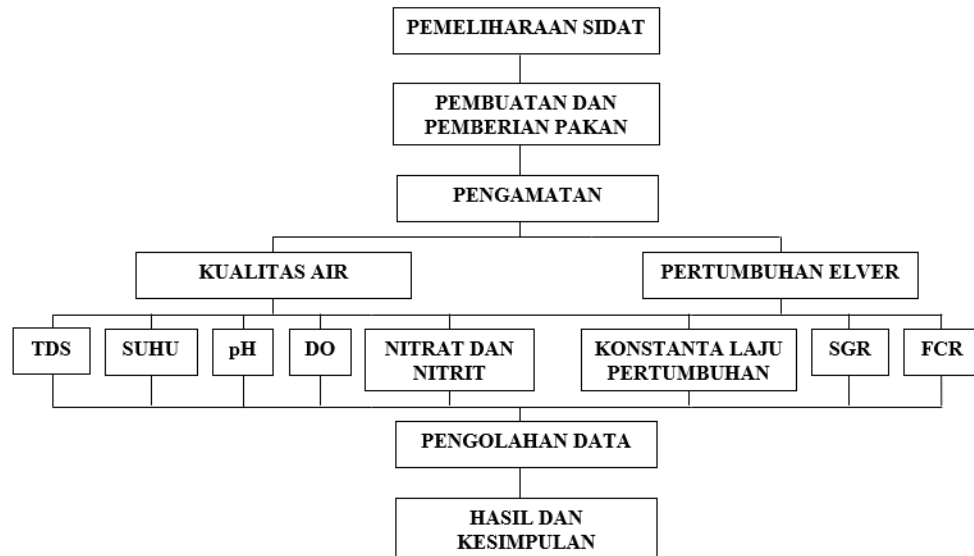 PEMELIHARAAN SIDAT
PEMBUATAN DAN
PEMBERIAN PAKAN
PENGAMATAN
KUALITAS AIR
PERTUMBUHAN ELVER
TDS
SUHU
pH
DO
NITRAT DAN
NITRIT
KONSTANTA LAJU
PERTUMBUHAN
SGR
FCR
PENGOLAHAN DATA
HASIL DAN
KESIMPULAN